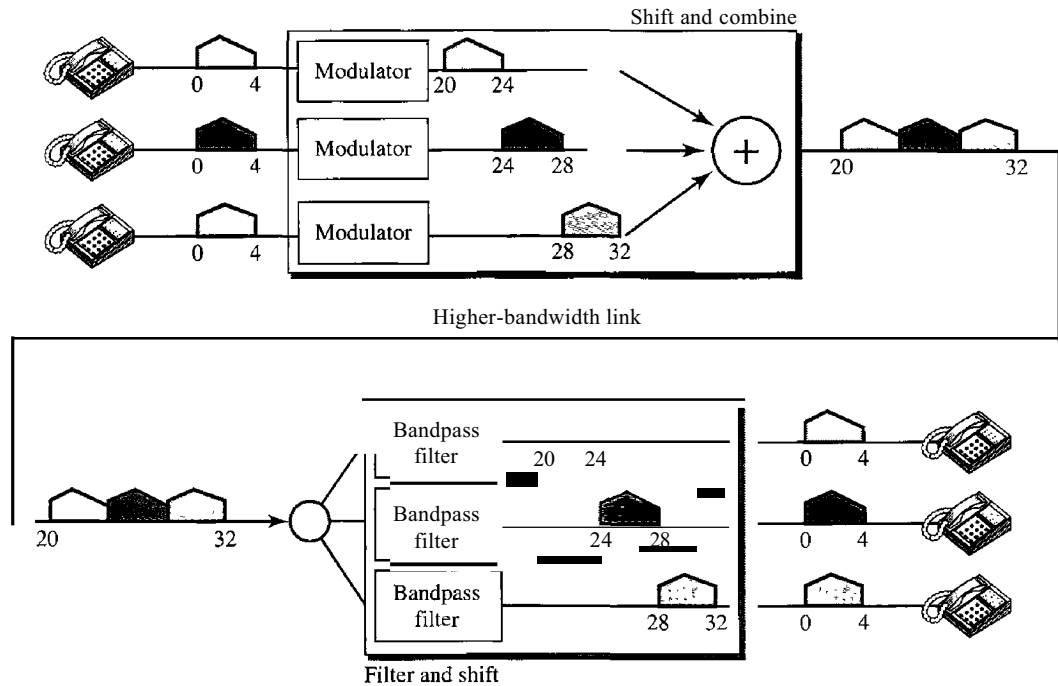 Shift and combine
Modulator
0 4
20 24
Modulator
0 4
24 28
+
20 32
Modulator
0 4
28 32
Higher-bandwidth link
Bandpass
filter
20 24
0 4
Bandpass
filter
20 32
24 28
0 4
Bandpass
filter
28 32
0 4
Filter and shift